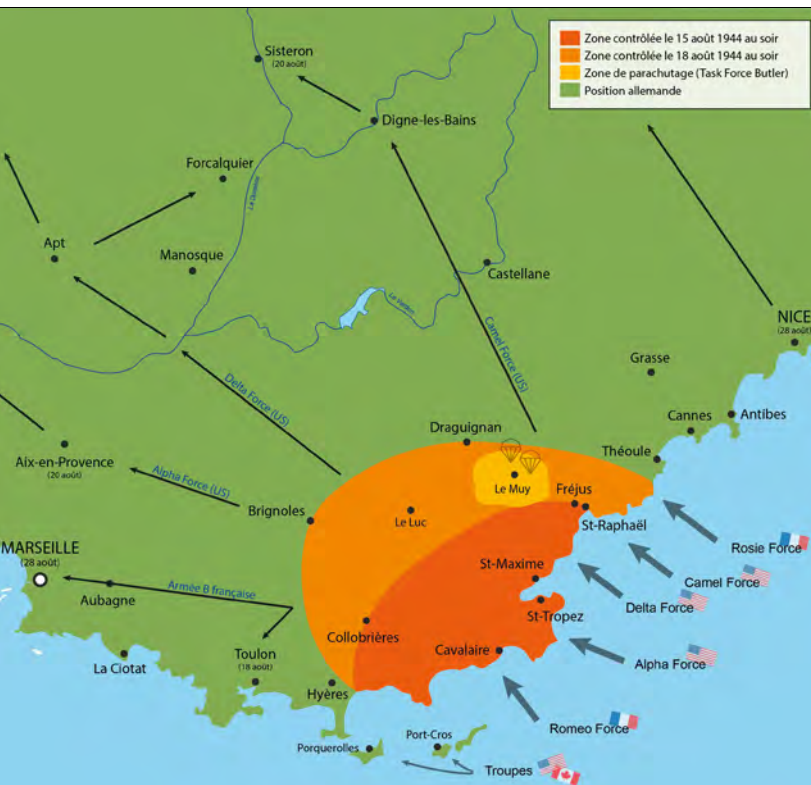 Zone contrôlée le 15 août 1944 au soir
Zone contrôlée le 18 août 1944 au soir
Zone de parachutage (Task Force Butler)
Position allemande
Sisteron
(20 août)
Digne-les-Bains
Forcalquier
La Durance
Apt
Manosque
Castellane
Le Verdon
NICE
(28 août)
Camel Force (US)
Grasse
Delta Force (US)
Cannes
Antibes
Draguignan
Théoule
Aix-en-Provence
(20 août)
Alpha Force (US)
Le Muy
Fréjus
Brignoles
Le Luc
St-Raphaël
Rosie Force
MARSEILLE
(28 août)
St-Maxime
Camel Force
Armée B française
Aubagne
Delta Force
St-Tropez
Collobrières
Toulon
(18 août)
La Ciotat
Cavalaire
Alpha Force
Hyères
Romeo Force
Port-Cros
Porquerolles
Troupes